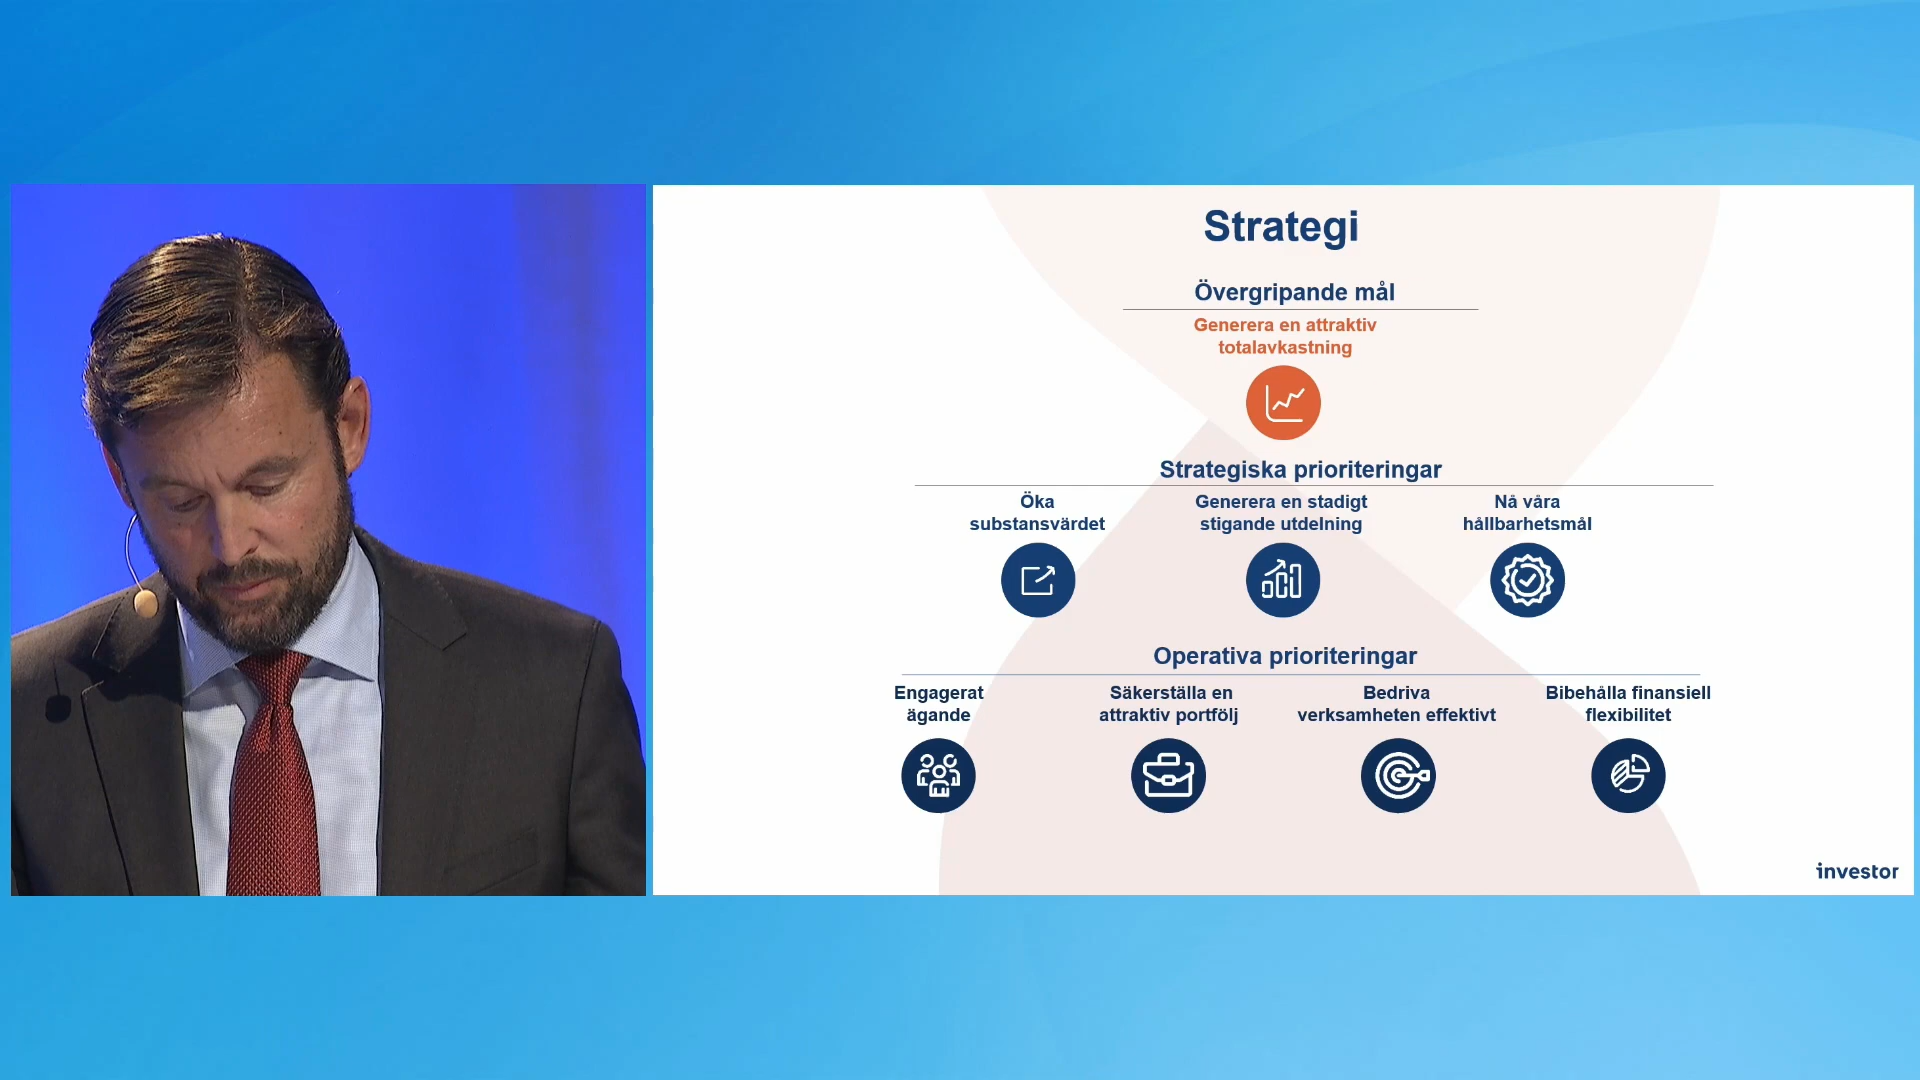 Strategi
Övergripande mål
Generera en attraktiv
totalavkastning
Strategiska prioriteringar
Öka
substansvärdet
Generera en stadigt
stigande utdelning
Nå våra
hållbarhetsmål
Operativa prioriteringar
Engagerat
ägande
Säkerställa en
attraktiv portfölj
Bedriva
verksamheten effektivt
Bibehålla finansiell
flexibilitet
investor